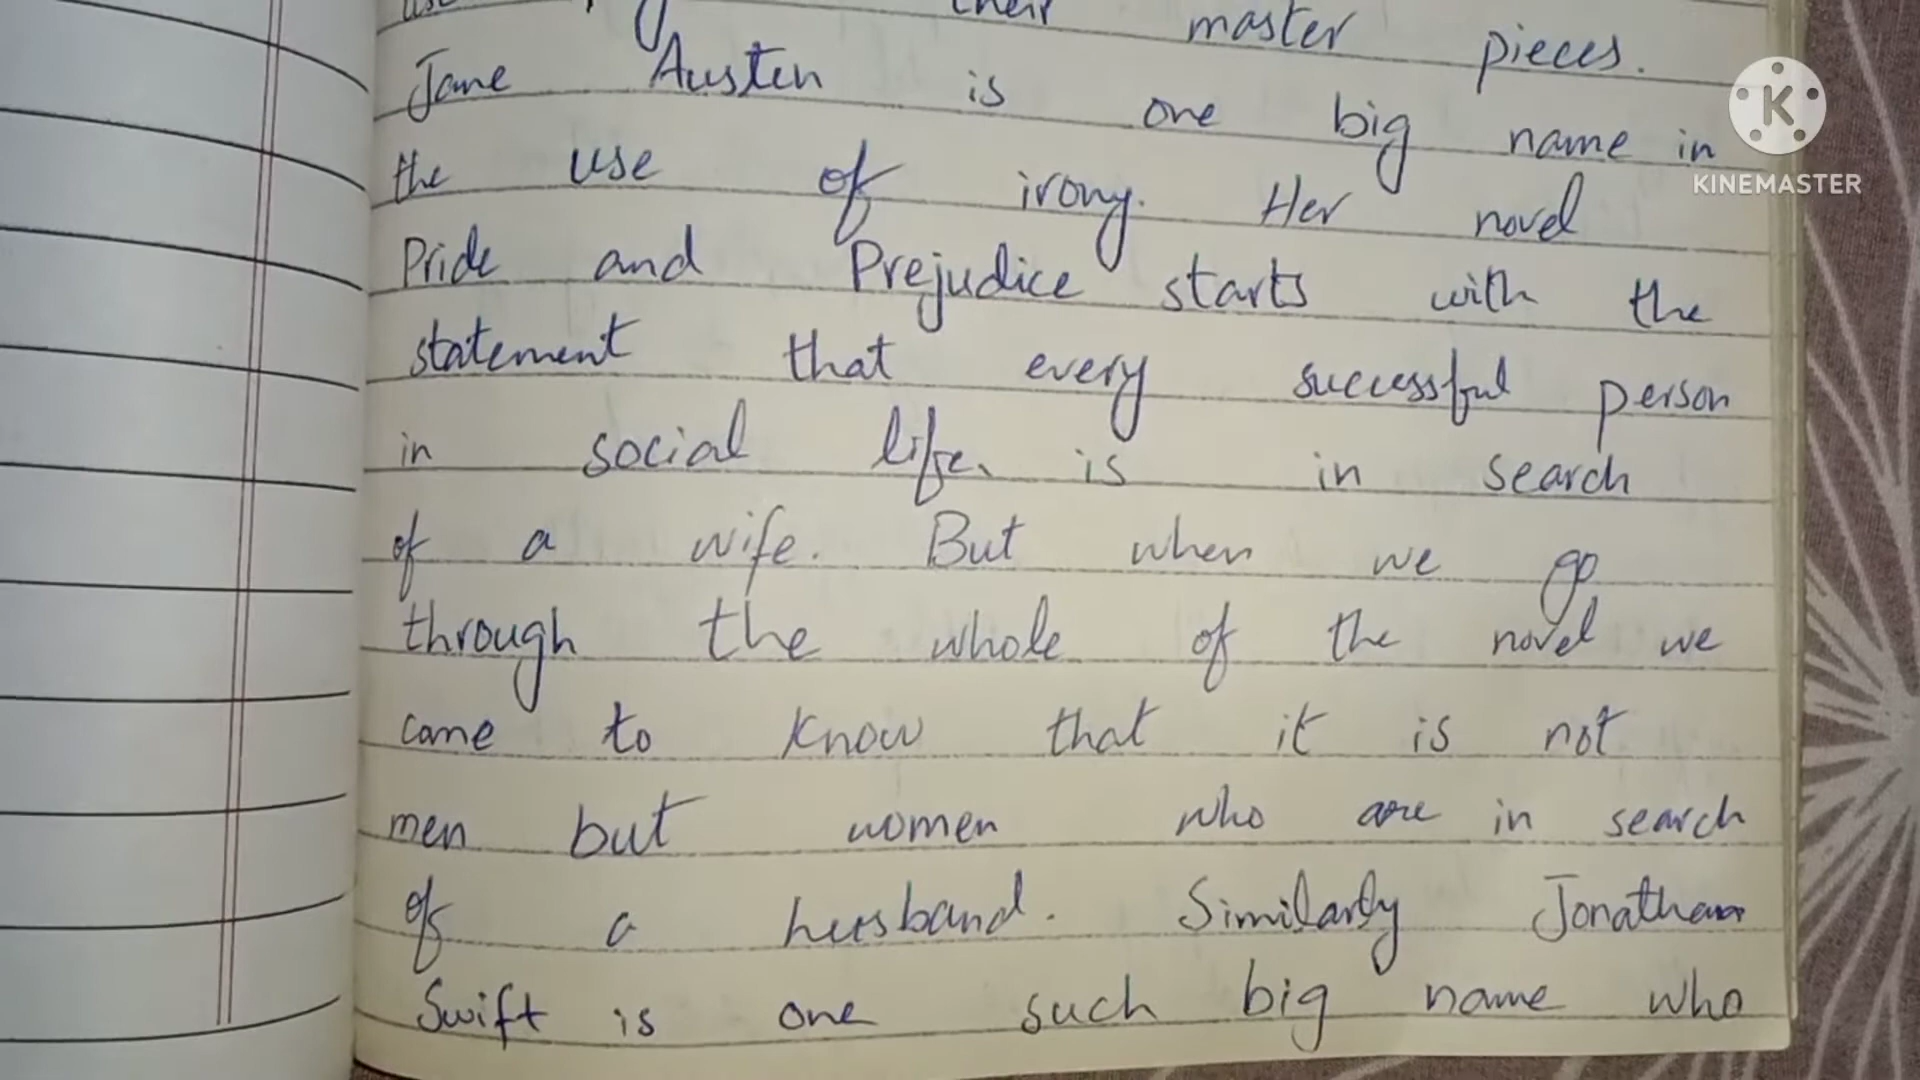 their master pieces.
Jane Austen is one big name in
the use of irony. Her novel
Pride and Prejudice starts with the
statement that every successful person
in social life is in search
of a wife. But when we go
through the whole of the novel we
come to know that it is not
men but women who are in search
of a husband. Similarly Jonathan
Swift is one such big name who
KINEMASTER